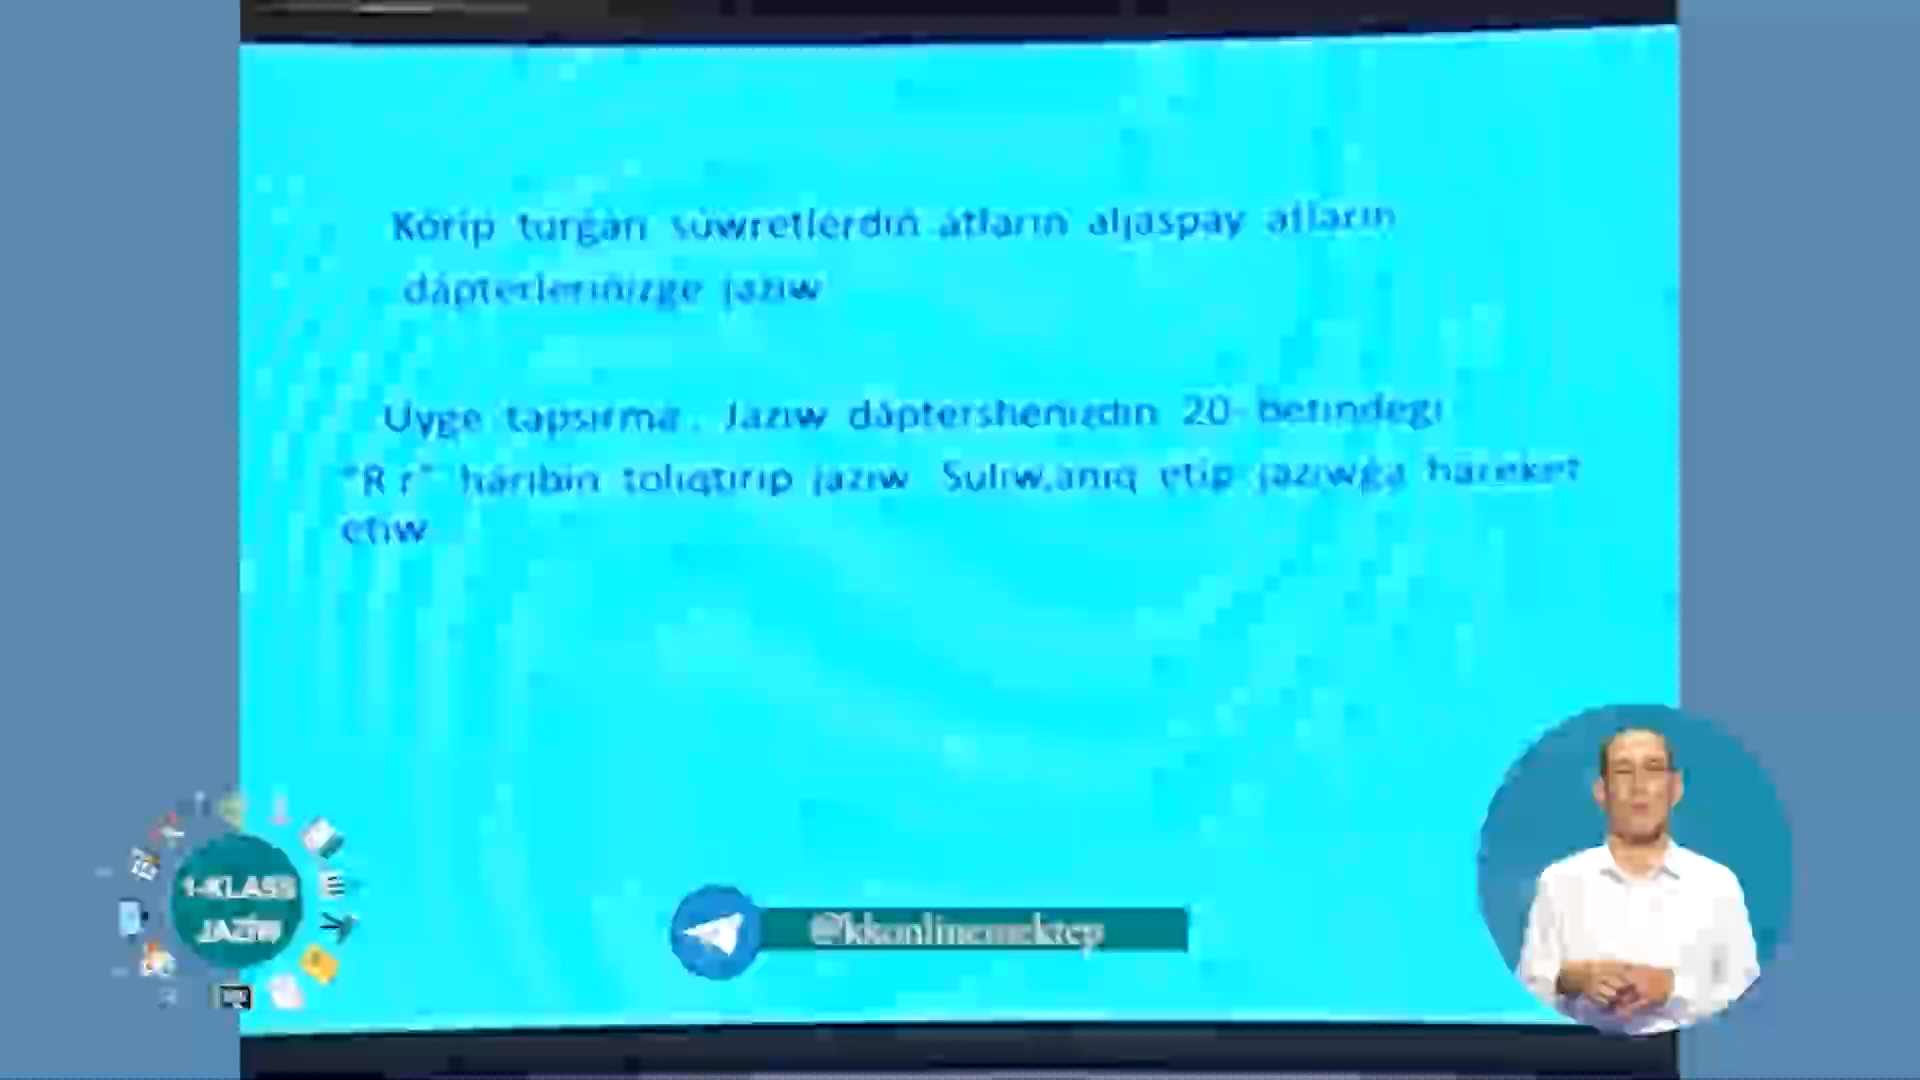 Kórip turǵan súwretlerdiń atların aljaspay atların
dápterlerińizge jazıw
Úyge tapsırma. Jazıw dáptersheńizdiń 20- betindegi
"R r" háribin tolıqtırıp jazıw Sulıw,anıq etip jazıwǵa háreket
etiw
1-KLASS
JAZÍW
@kkonlinemektep